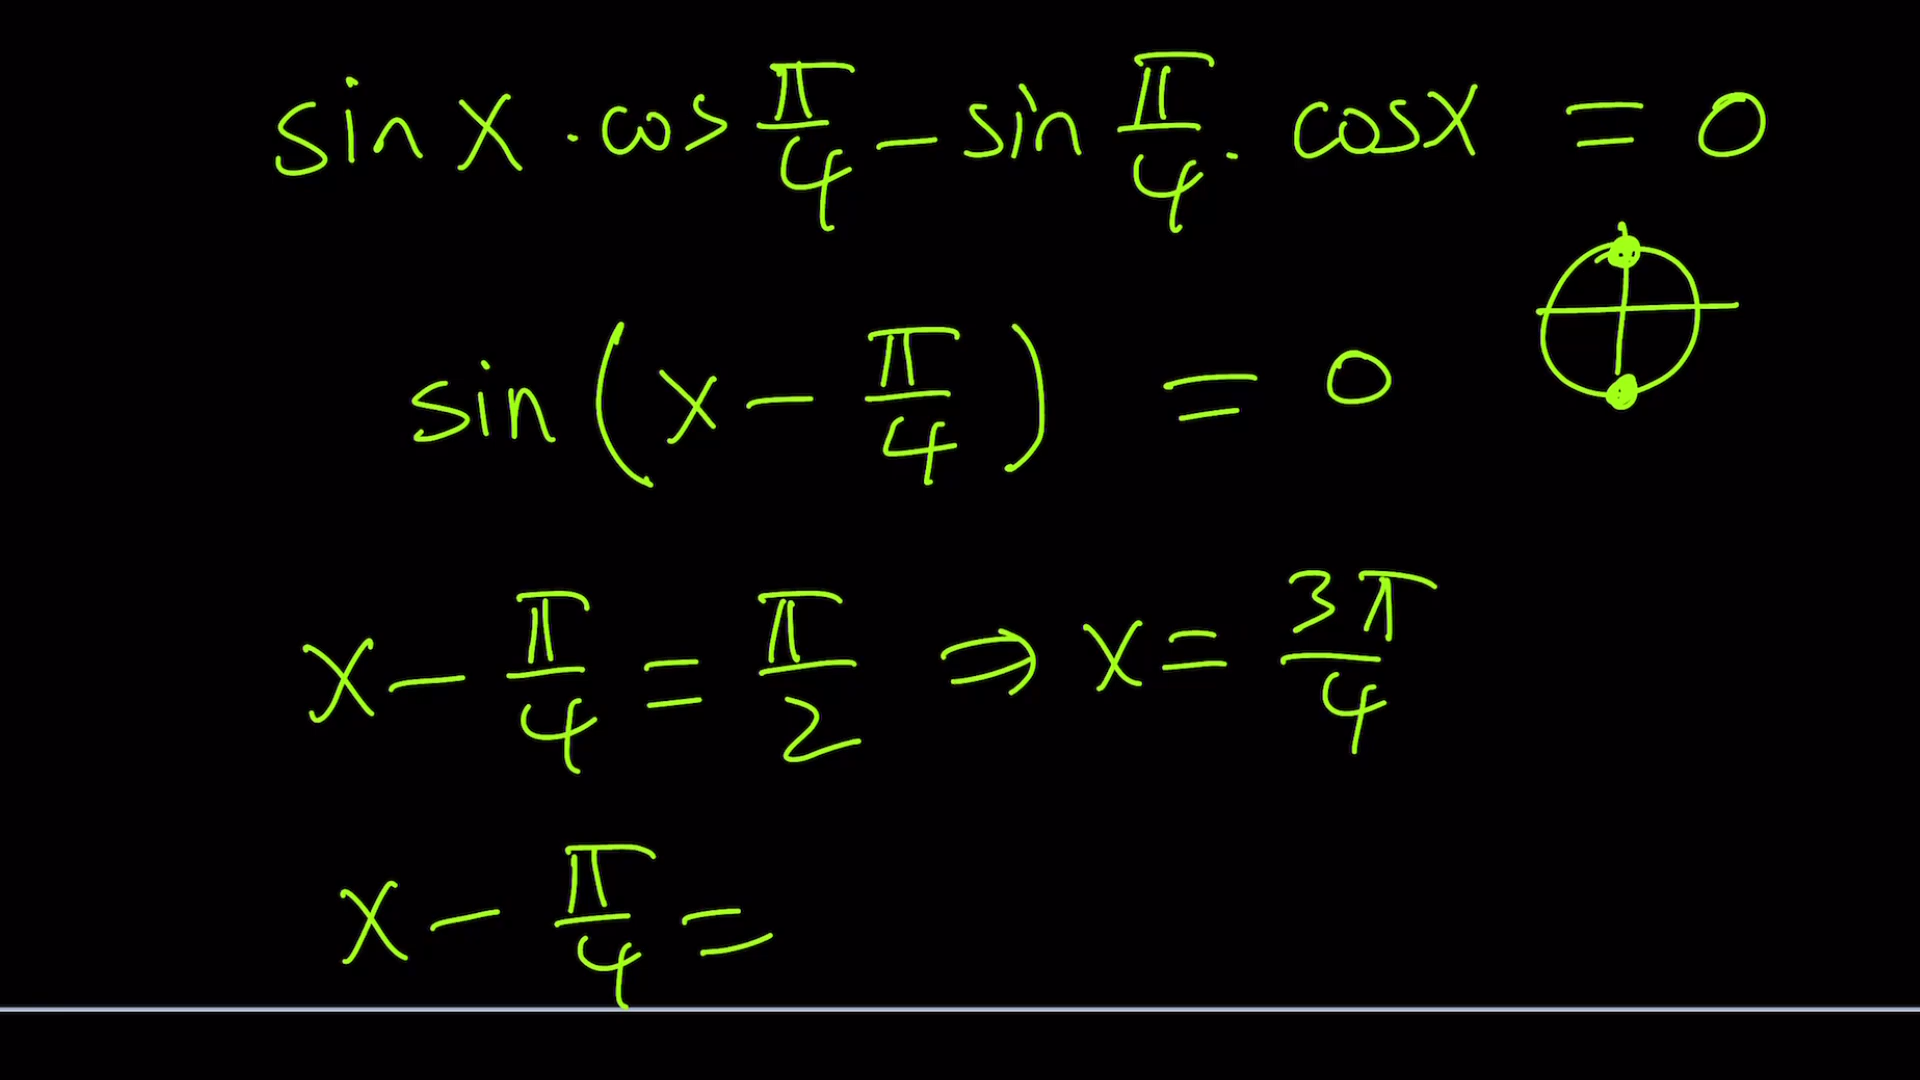 sin x · cos π/4 − sin π/4 · cos x = 0
sin(x − π/4) = 0
x − π/4 = π/2 ⇒ x = 3π/4
x − π/4 =